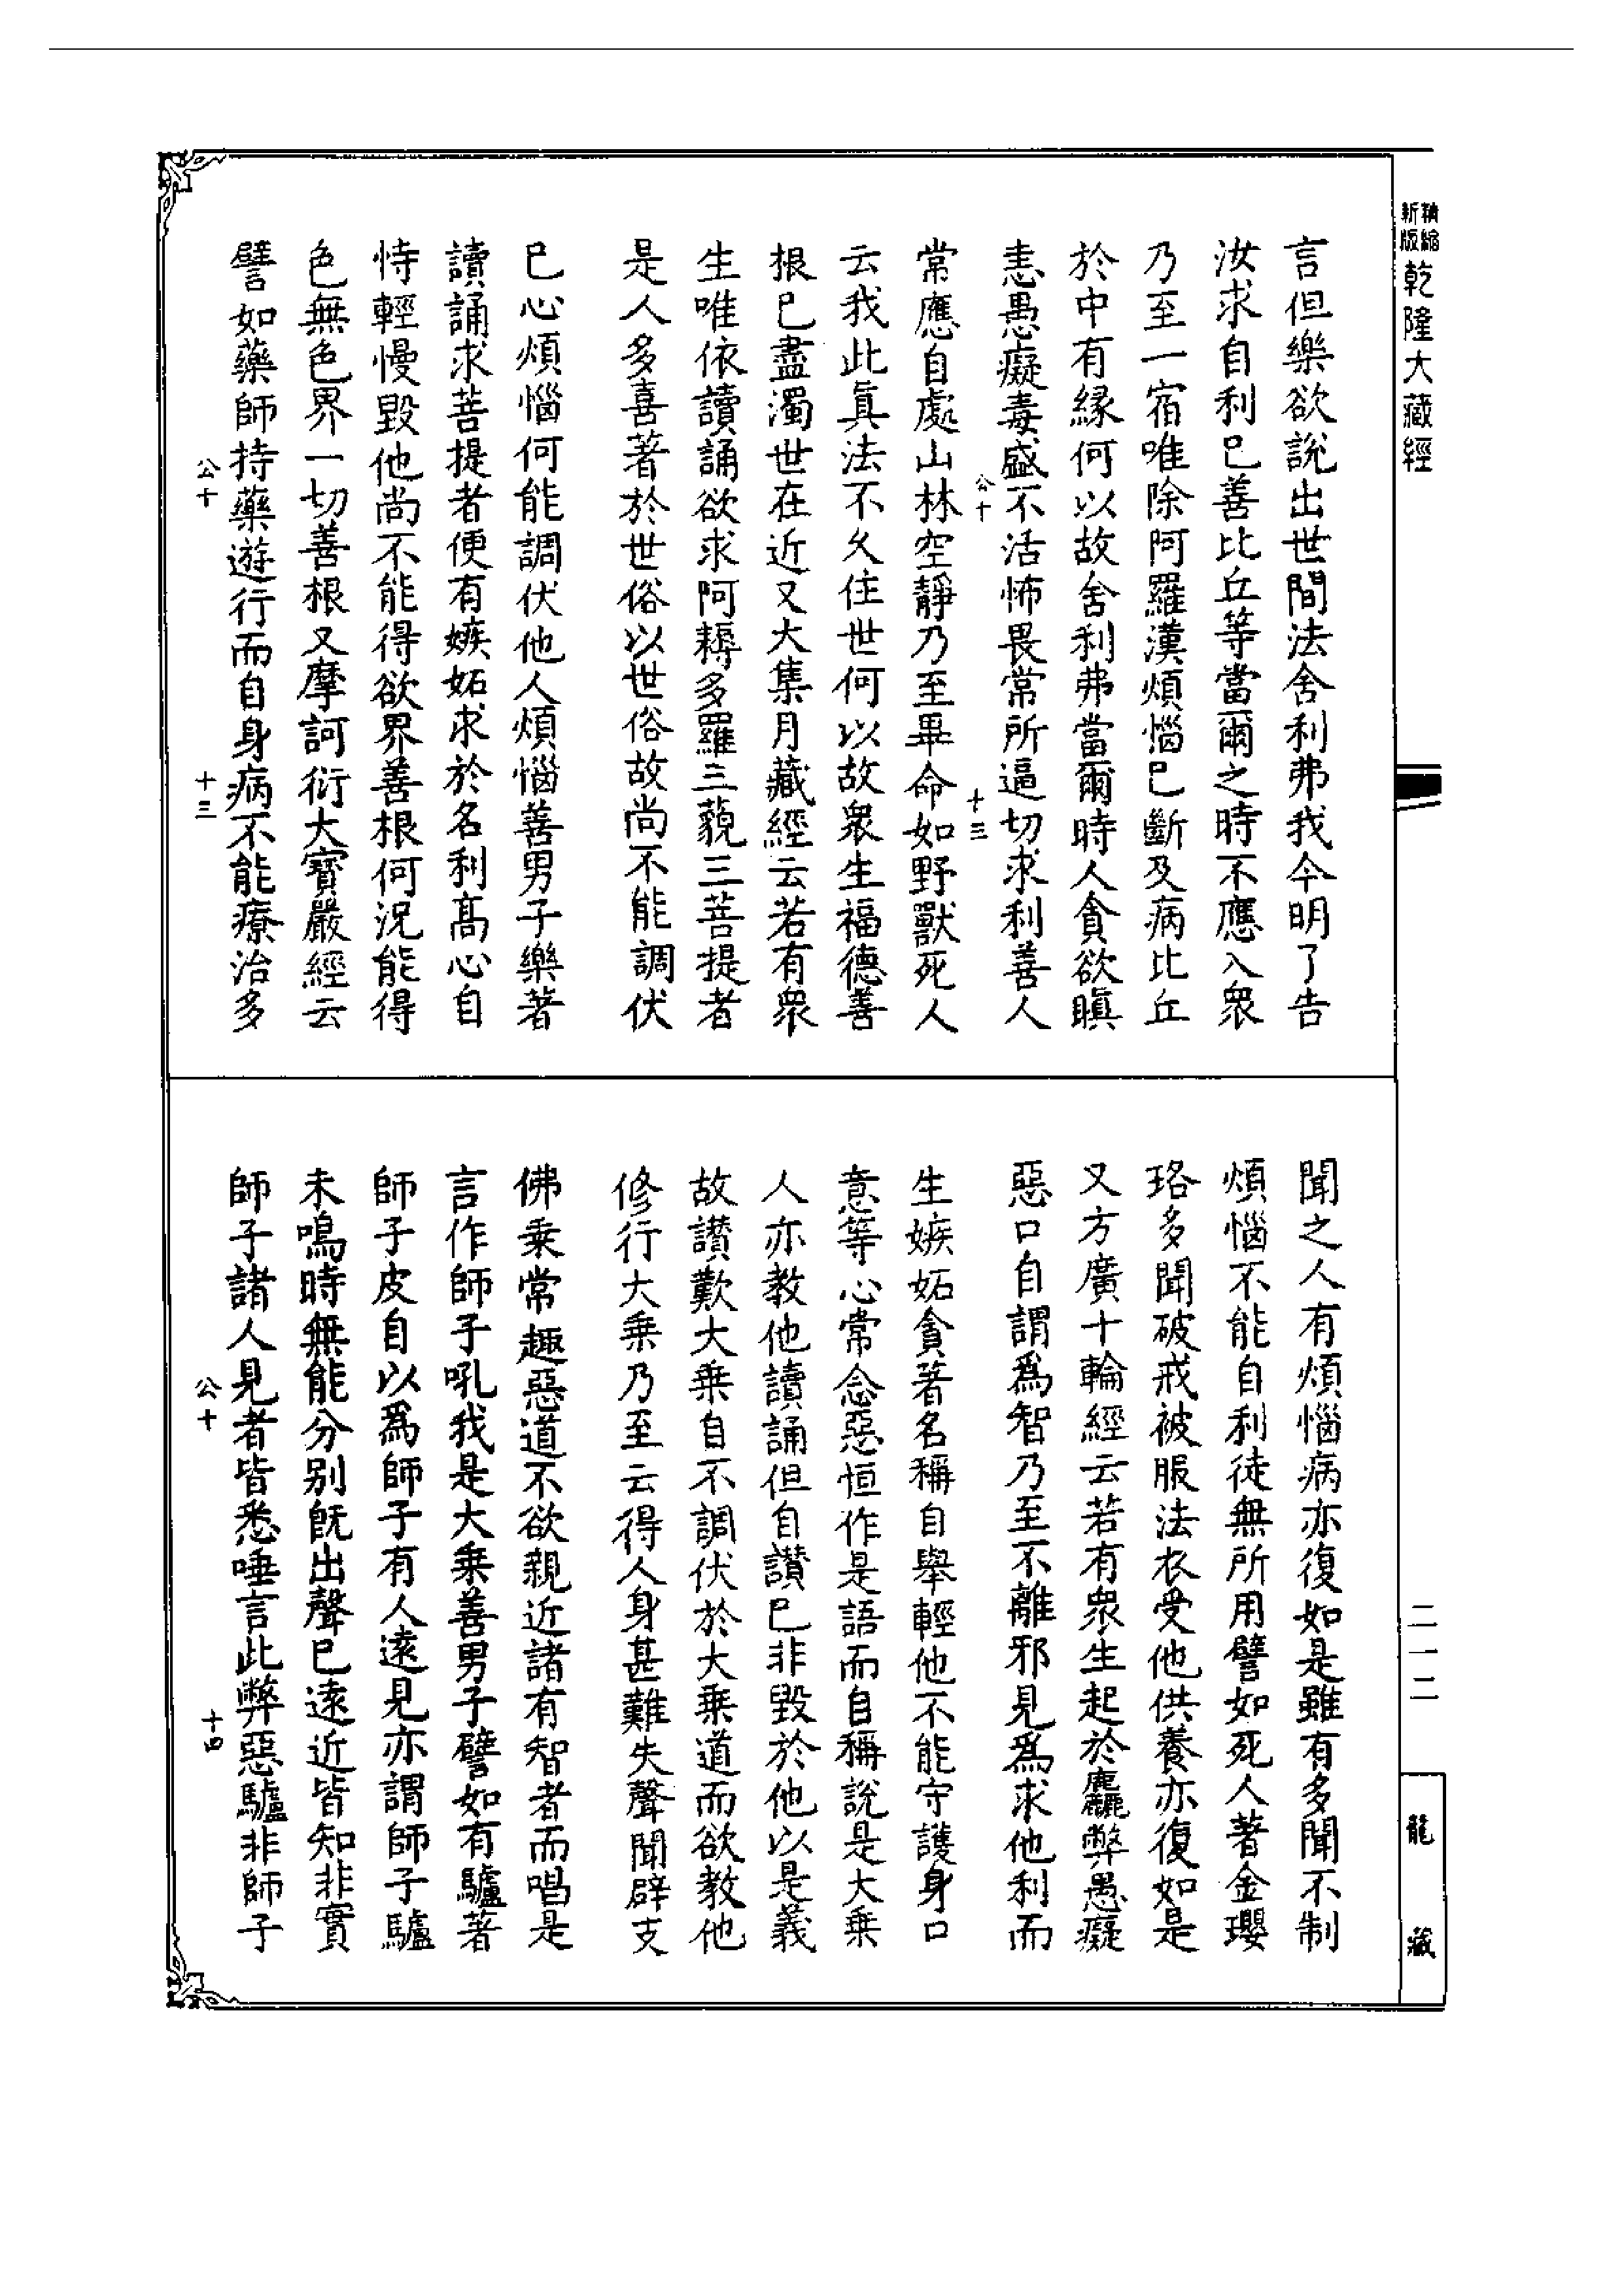 精縮
新版
乾隆大藏經
言但樂欲說出世間法舍利弗我今明了告
汝求自利巳善比丘等當爾之時不應入衆
乃至一宿唯除阿羅漢煩惱巳斷及病比丘
於中有緣何以故舍利弗當爾時人貪欲瞋
恚愚癡毒盛不活怖畏常所逼切求利善人
公十
十三
常應自處山林空靜乃至畢命如野獸死人
云我此眞法不久住世何以故衆生福德善
根巳盡濁世在近又大集月藏經云若有衆
生唯依讀誦欲求阿耨多羅三藐三菩提者
是人多喜著於世俗以世俗故尚不能調伏
巳心煩惱何能調伏他人煩惱善男子樂著
讀誦求菩提者便有嫉妬求於名利高心自
恃輕慢毀他尚不能得欲界善根何況能得
色無色界一切善根又摩訶衍大寶嚴經云
譬如藥師持藥遊行而自身病不能療治多
公十
十三
聞之人有煩惱病亦復如是雖有多聞不制
煩惱不能自利徒無所用譬如死人著金瓔
珞多聞破戒被服法衣受他供養亦復如是
又方廣十輪經云若有衆生起於麤弊愚癡
惡口自謂爲智乃至不離邪見爲求他利而
生嫉妬貪著名稱自舉輕他不能守護身口
意等心常念惡恒作是語而自稱說是大乗
人亦教他讀誦但自讃巳非毀於他以是義
故讃歎大乗自不調伏於大乗道而欲教他
修行大乗乃至云得人身甚難失聲聞辟支
佛乗常趣惡道不欲親近諸有智者而唱是
言作師子吼我是大乗善男子譬如有驢著
師子皮自以爲師子有人遠見亦謂師子驢
未鳴時無能分別旣出聲巳遠近皆知非實
師子諸人見者皆悉唾言此弊惡驢非師子
公十
十四
二一二
龍藏